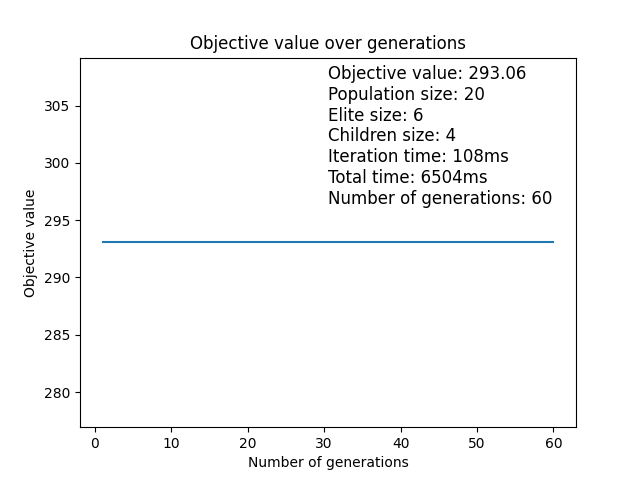 Objective value over generations
Objective value: 293.06
Population size: 20
Elite size: 6
Children size: 4
Iteration time: 108ms
Total time: 6504ms
Number of generations: 60
Objective value
305
300
295
290
285
280
0 10 20 30 40 50 60
Number of generations